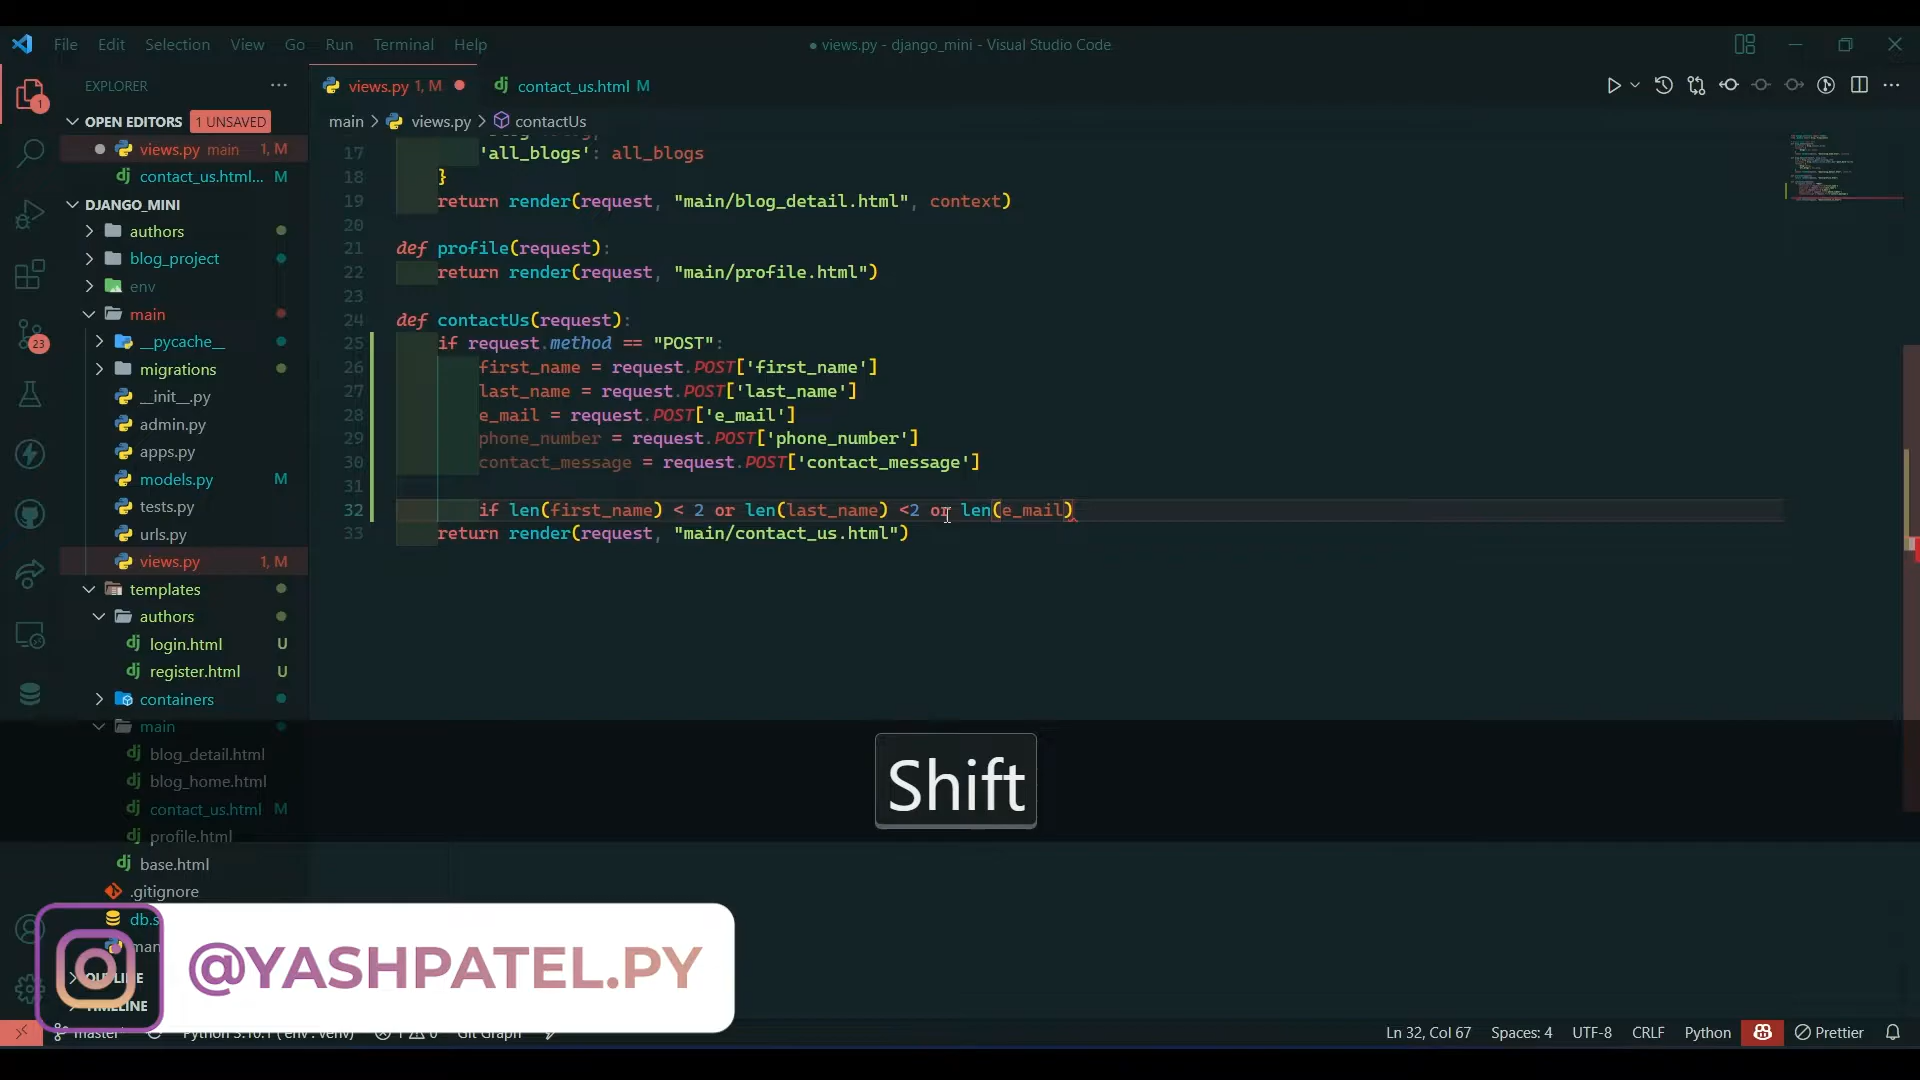 File Edit Selection View Go Run Terminal Help
● views.py - django_mini - Visual Studio Code
EXPLORER
1
OPEN EDITORS 1 UNSAVED
views.py main 1, M
contact_us.html... M
DJANGO_MINI
authors
blog_project
env
main
__pycache__
migrations
__init__.py
admin.py
apps.py
models.py M
tests.py
urls.py
views.py 1, M
templates
authors
login.html U
register.html U
containers
main
blog_detail.html
blog_home.html
contact_us.html M
profile.html
base.html
.gitignore
23
views.py 1, M
contact_us.html M
main > views.py > contactUs
17 'all_blogs': all_blogs
18 }
19 return render(request, "main/blog_detail.html", context)
20
21 def profile(request):
22 return render(request, "main/profile.html")
23
24 def contactUs(request):
25 if request.method == "POST":
26 first_name = request.POST['first_name']
27 last_name = request.POST['last_name']
28 e_mail = request.POST['e_mail']
29 phone_number = request.POST['phone_number']
30 contact_message = request.POST['contact_message']
31
32 if len(first_name) < 2 or len(last_name) <2 or len(e_mail)
33 return render(request, "main/contact_us.html")
Shift
@YASHPATEL.PY
Ln 32, Col 67 Spaces: 4 UTF-8 CRLF Python Prettier